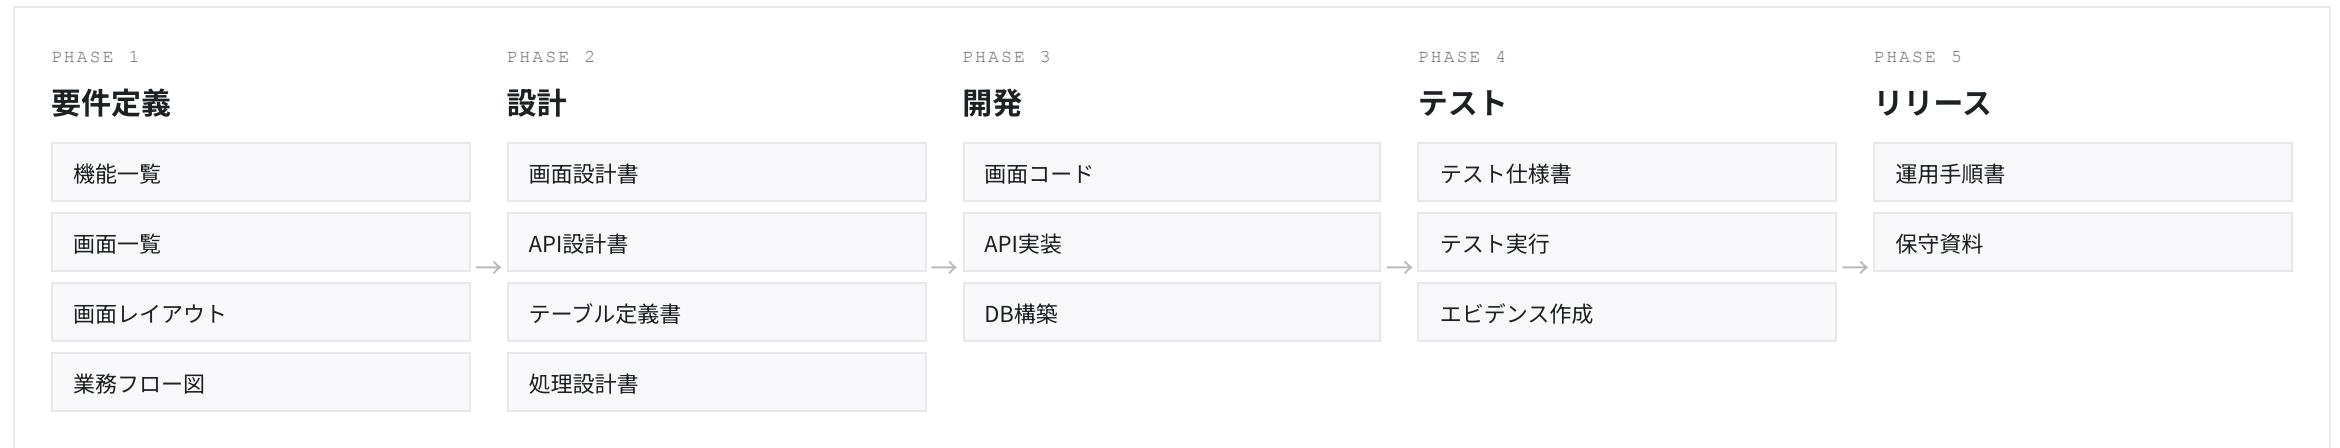 PHASE 1
要件定義
機能一覧
画面一覧
画面レイアウト
業務フロー図
→
PHASE 2
設計
画面設計書
API設計書
テーブル定義書
処理設計書
→
PHASE 3
開発
画面コード
API実装
DB構築
→
PHASE 4
テスト
テスト仕様書
テスト実行
エビデンス作成
→
PHASE 5
リリース
運用手順書
保守資料